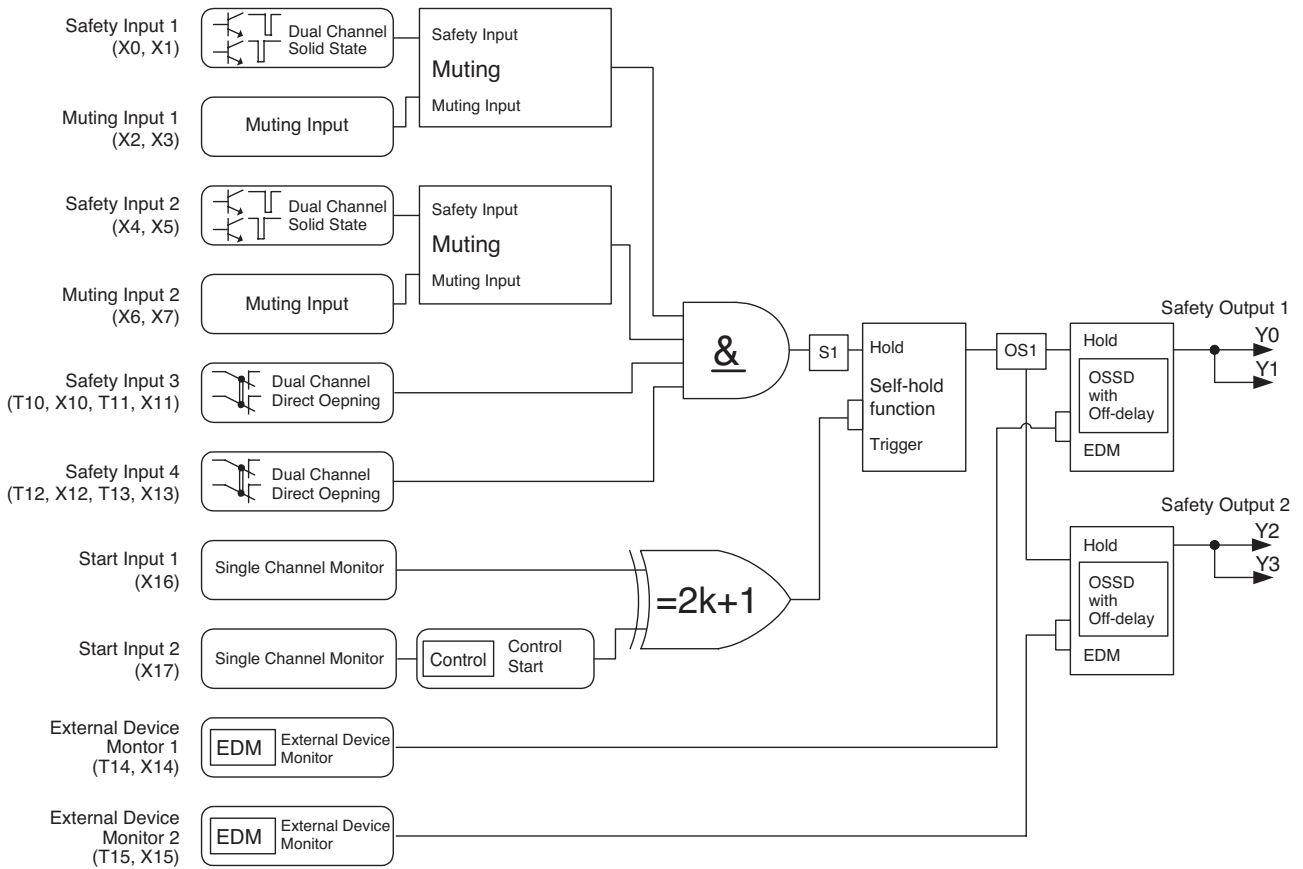 Safety Input 1
(X0, X1)
Dual Channel
Solid State
Safety Input
Muting
Muting Input
Muting Input 1
(X2, X3)
Muting Input
Safety Input 2
(X4, X5)
Dual Channel
Solid State
Safety Input
Muting
Muting Input
Muting Input 2
(X6, X7)
Muting Input
Safety Input 3
(T10, X10, T11, X11)
Dual Channel
Direct Oepning
Safety Input 4
(T12, X12, T13, X13)
Dual Channel
Direct Oepning
&
S1
Hold
Self-hold
function
Trigger
OS1
Safety Output 1
Hold
OSSD
with
Off-delay
EDM
Y0
Y1
Safety Output 2
Hold
OSSD
with
Off-delay
EDM
Y2
Y3
Start Input 1
(X16)
Single Channel Monitor
=2k+1
Start Input 2
(X17)
Single Channel Monitor
Control
Control
Start
External Device
Montor 1
(T14, X14)
EDM
External Device
Monitor
External Device
Monitor 2
(T15, X15)
EDM
External Device
Monitor